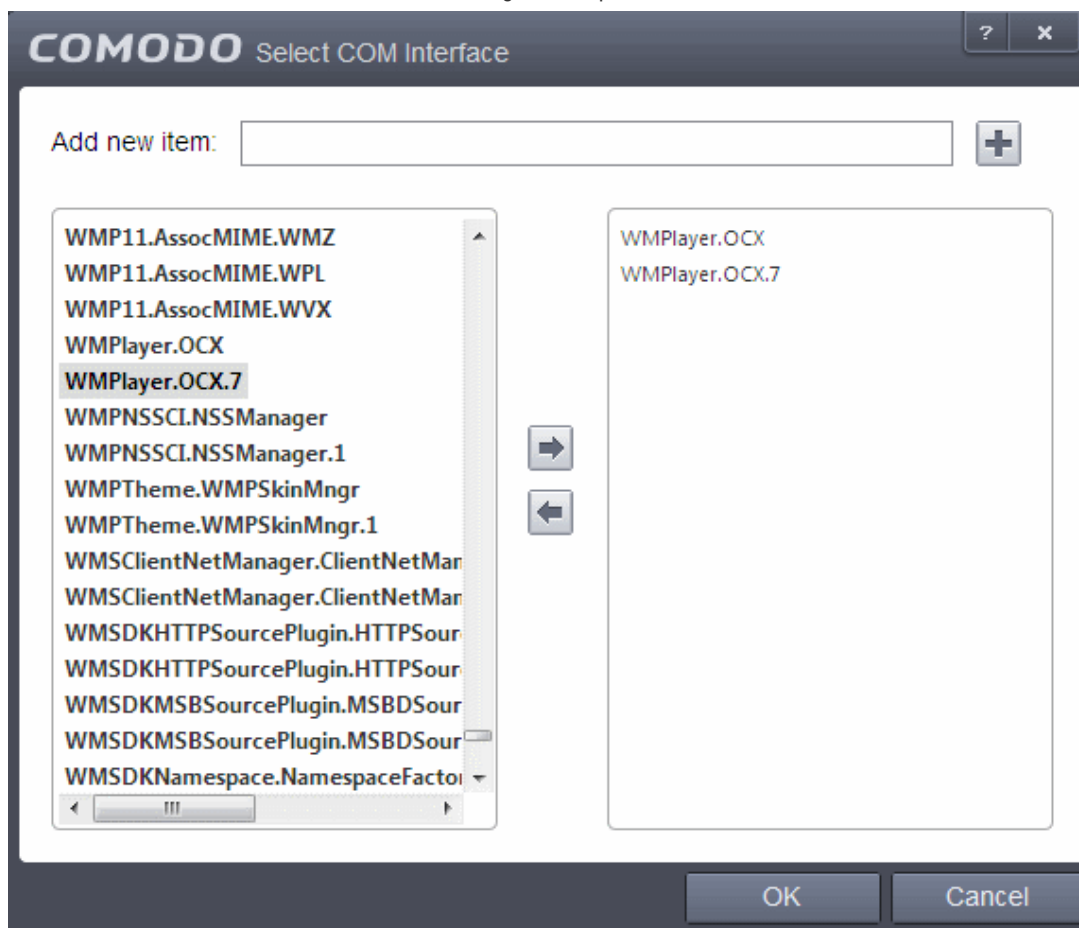 COMODO Select COM Interface
? x
Add new item:
WMP11.AssocMIME.WMZ
WMP11.AssocMIME.WPL
WMP11.AssocMIME.WVX
WMPlayer.OCX
WMPlayer.OCX.7
WMPNSSCI.NSSManager
WMPNSSCI.NSSManager.1
WMPTheme.WMPSkinMngr
WMPTheme.WMPSkinMngr.1
WMSClientNetManager.ClientNetMan
WMSClientNetManager.ClientNetMan
WMSDKHTTPSourcePlugin.HTTPSour
WMSDKHTTPSourcePlugin.HTTPSour
WMSDKMSBSourcePlugin.MSBDSour
WMSDKMSBSourcePlugin.MSBDSour
WMSDKNamespace.NamespaceFactor
WMPlayer.OCX
WMPlayer.OCX.7
OK Cancel